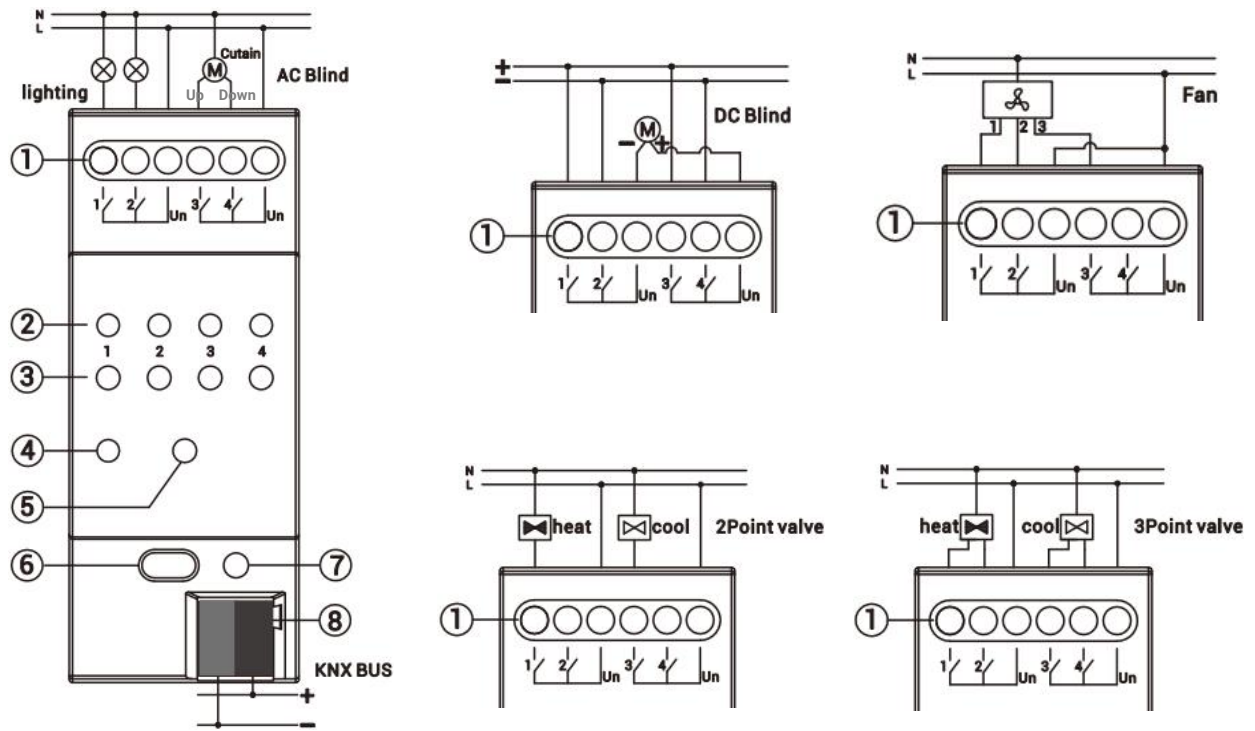 N
L
Cutain
M
AC Blind
lighting
Up Down
①
1 2 Un 3 4 Un
②
1 2 3 4
③
④
⑤
⑥
⑦
⑧
KNX BUS
+
−
+
−
DC Blind
M
− +
①
1 2 Un 3 4 Un
N
L
Fan
1 2 3
①
1 2 Un 3 4 Un
N
L
heat cool 2Point valve
①
1 2 Un 3 4 Un
N
L
heat cool 3Point valve
①
1 2 Un 3 4 Un